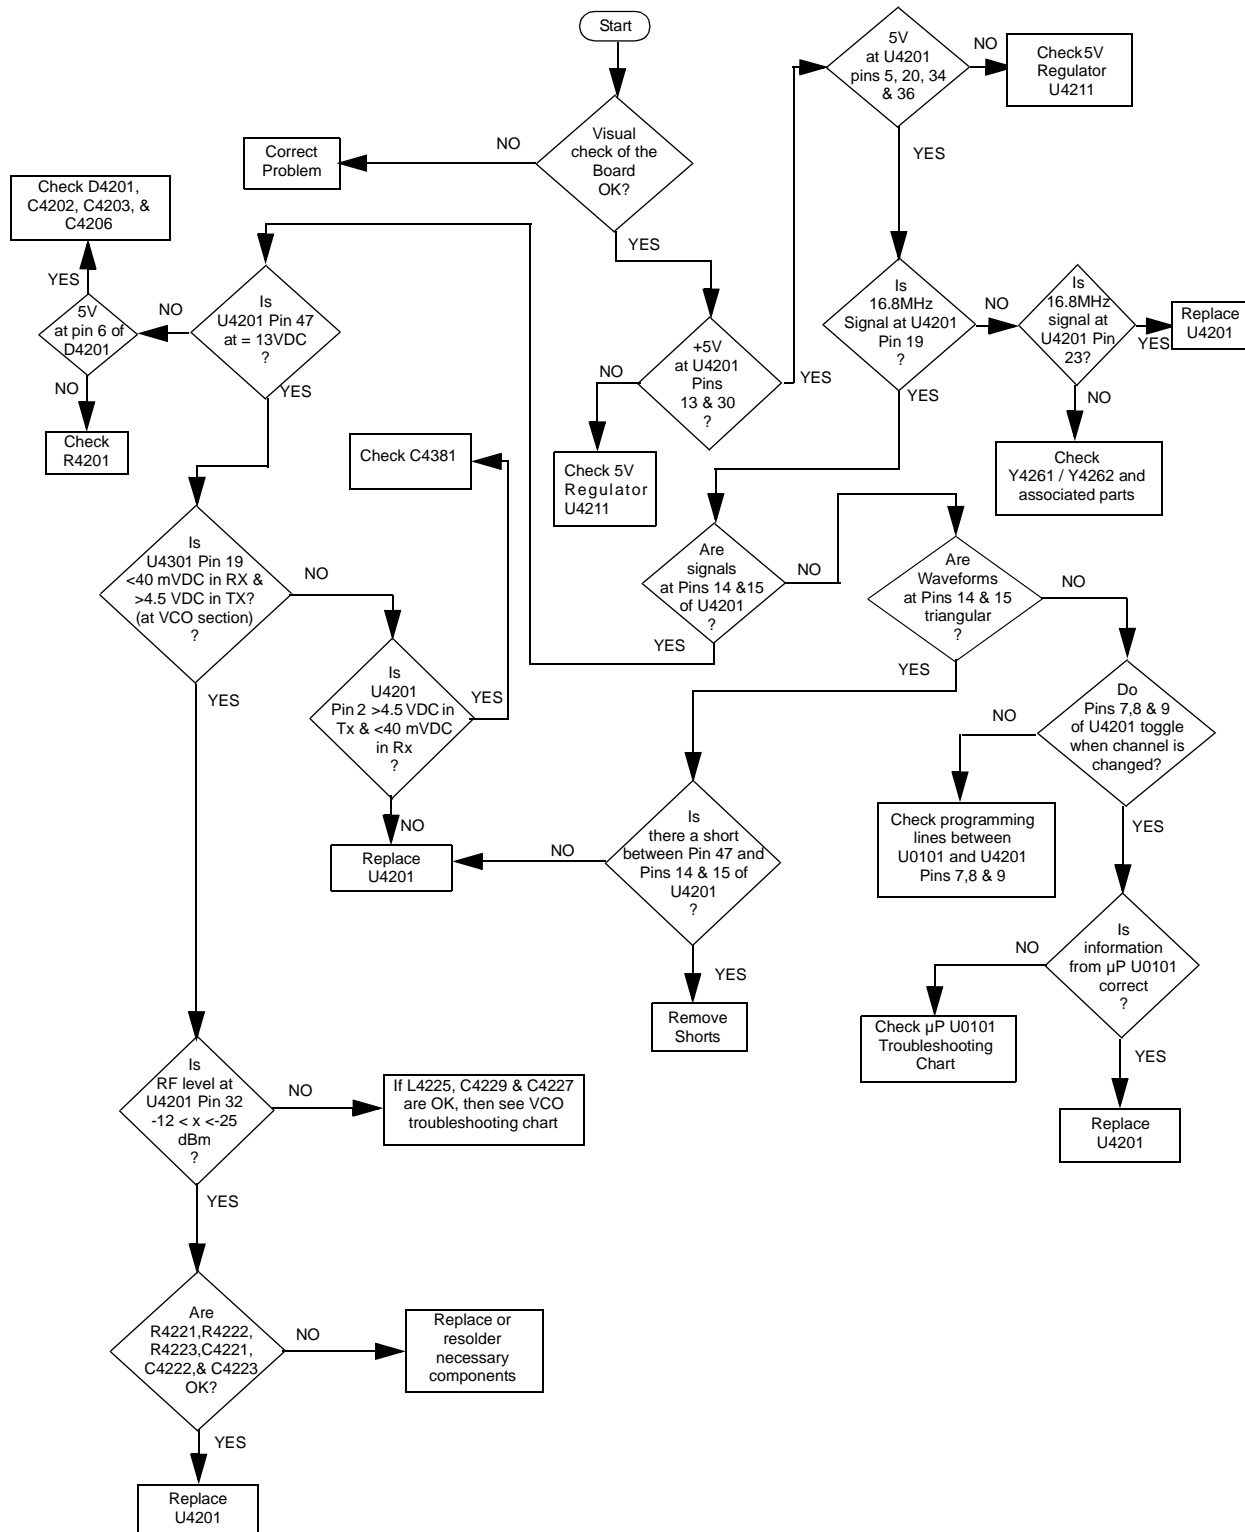 Start
5V
at U4201
pins 5, 20, 34
& 36
NO
Check 5V
Regulator
U4211
YES
Visual
check of the
Board
OK?
NO
Correct
Problem
YES
Check D4201,
C4202, C4203, &
C4206
YES
5V
at pin 6 of
D4201
NO
Check
R4201
NO
Is
U4201 Pin 47
at = 13VDC
?
YES
+5V
at U4201
Pins
13 & 30
?
NO
YES
Check 5V
Regulator
U4211
Is
16.8MHz
Signal at U4201
Pin 19
?
NO
YES
Is
16.8MHz
signal at
U4201 Pin
23?
YES
Replace
U4201
NO
Check
Y4261 / Y4262 and
associated parts
Check C4381
Is
U4301 Pin 19
<40 mVDC in RX &
>4.5 VDC in TX?
(at VCO section)
?
NO
YES
Are
signals
at Pins 14 &15
of U4201
?
NO
YES
Are
Waveforms
at Pins 14 & 15
triangular
?
NO
YES
Is
U4201
Pin 2 >4.5 VDC in
Tx & <40 mVDC
in Rx
?
YES
NO
Replace
U4201
Do
Pins 7,8 & 9
of U4201 toggle
when channel is
changed?
NO
YES
Check programming
lines between
U0101 and U4201
Pins 7,8 & 9
Is
there a short
between Pin 47 and
Pins 14 & 15 of
U4201
?
NO
YES
Remove
Shorts
Is
information
from µP U0101
correct
?
NO
YES
Check µP U0101
Troubleshooting
Chart
Replace
U4201
Is
RF level at
U4201 Pin 32
-12 < x <-25
dBm
?
NO
YES
If L4225, C4229 & C4227
are OK, then see VCO
troubleshooting chart
Are
R4221,R4222,
R4223,C4221,
C4222,& C4223
OK?
NO
YES
Replace or
resolder
necessary
components
Replace
U4201